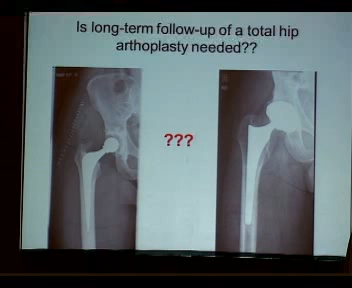 Is long-term follow-up of a total hip
arthoplasty needed??
???